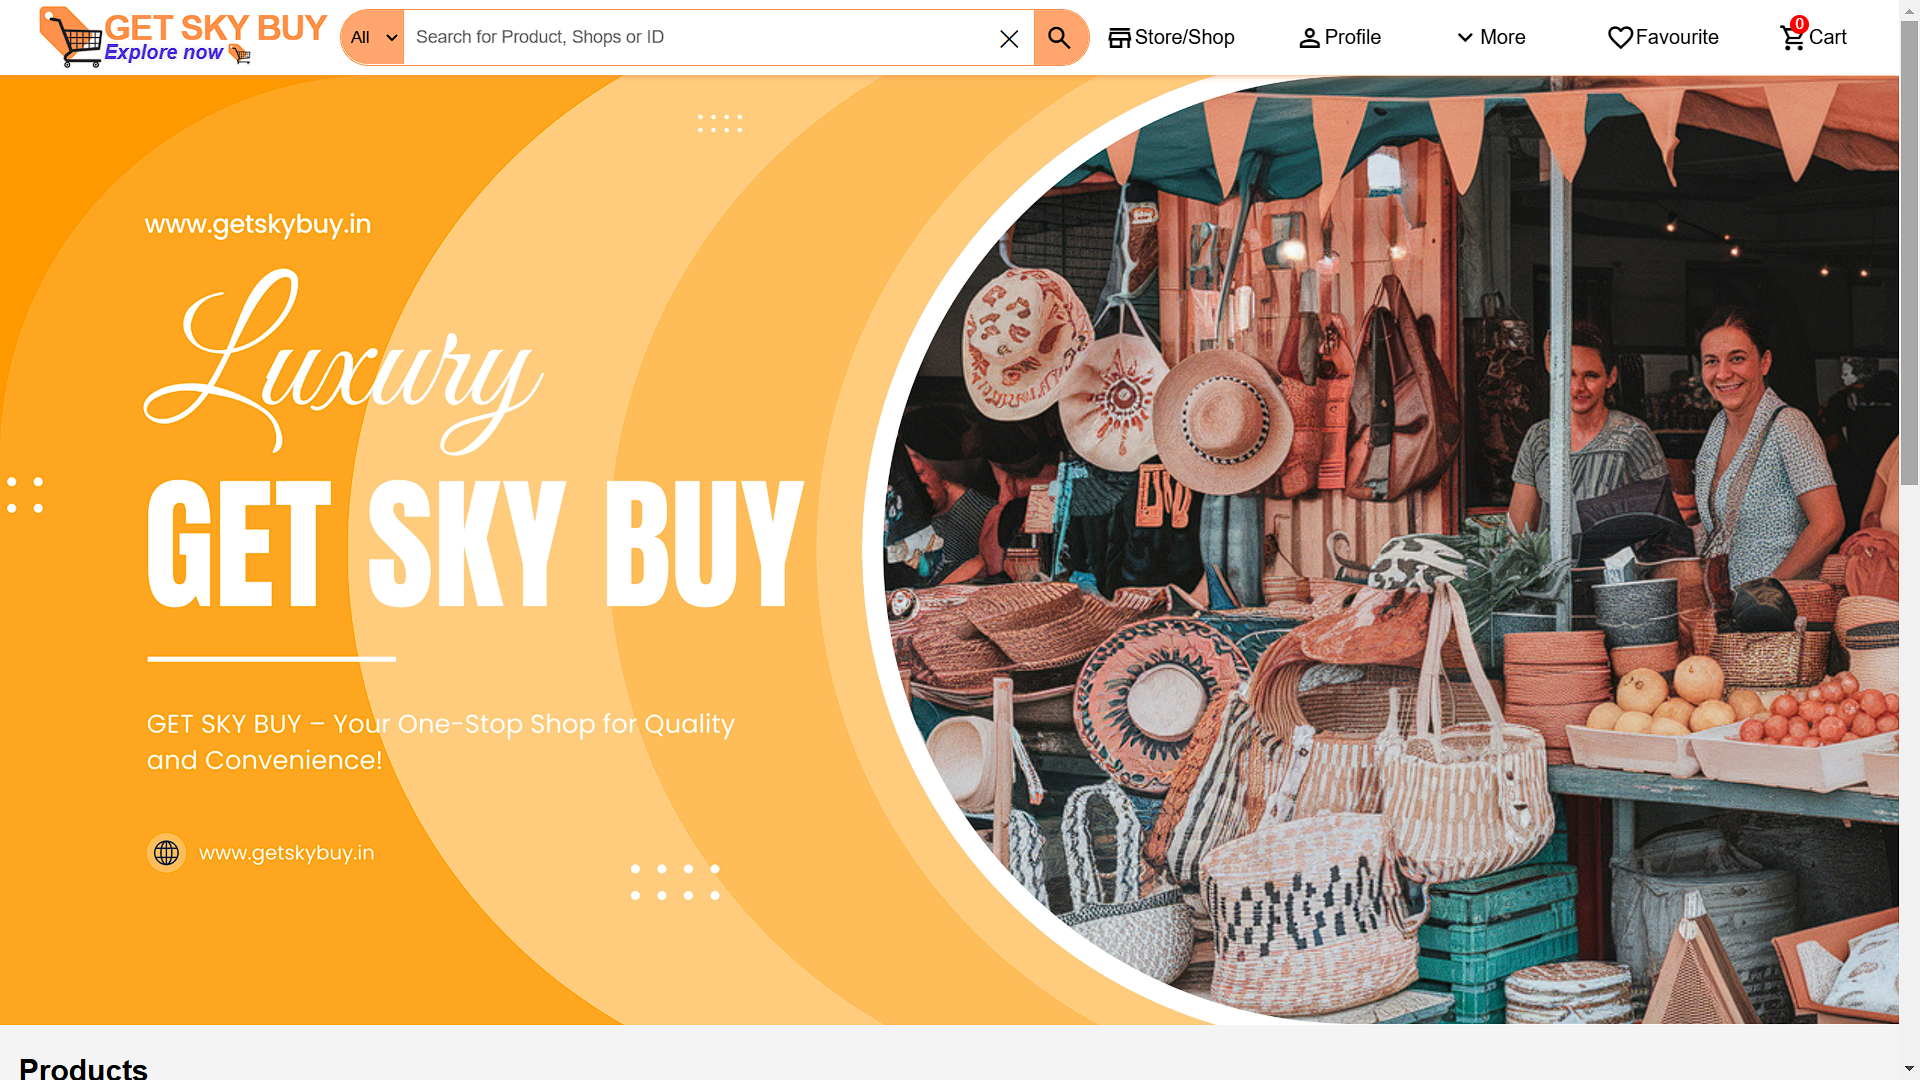 GET SKY BUY
Explore now
All
Search for Product, Shops or ID
Store/Shop
Profile
More
Favourite
0
Cart
www.getskybuy.in
Luxury
GET SKY BUY
GET SKY BUY – Your One-Stop Shop for Quality
and Convenience!
www.getskybuy.in
Products